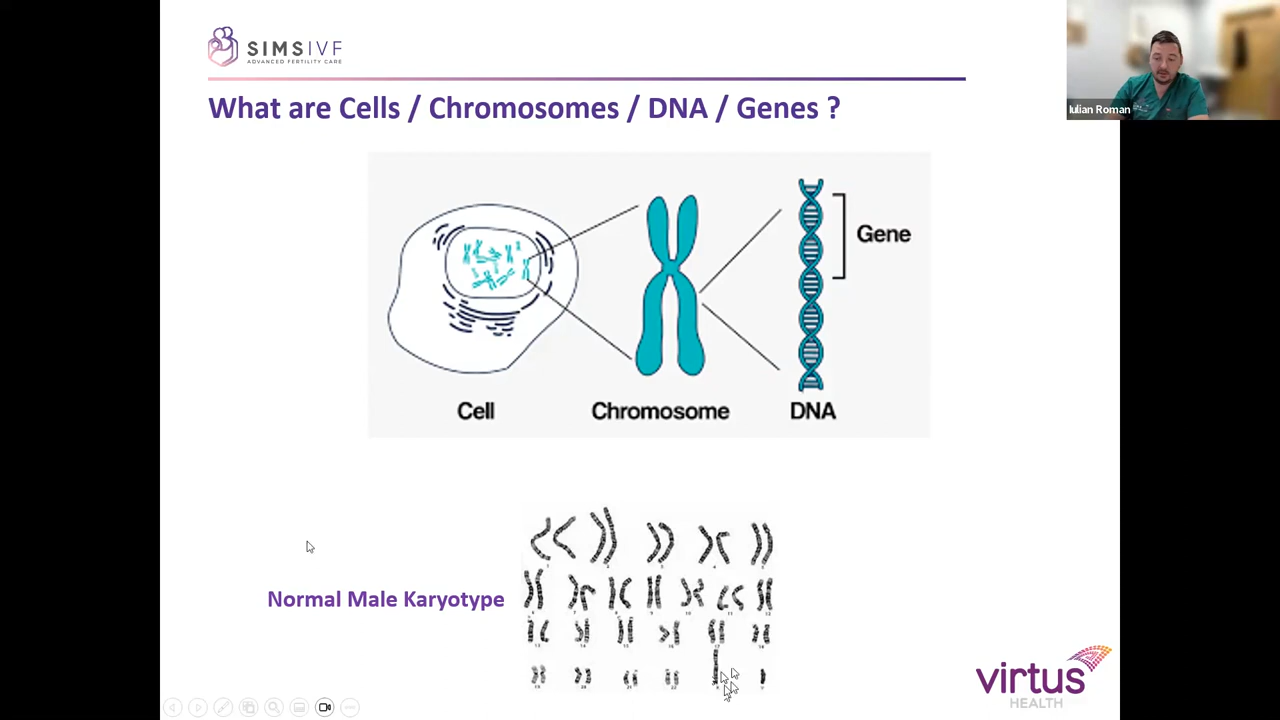 SIMSIVF
ADVANCED FERTILITY CARE
Iulian Roman
What are Cells / Chromosomes / DNA / Genes ?
Gene
Cell
Chromosome
DNA
Normal Male Karyotype
virtus
HEALTH